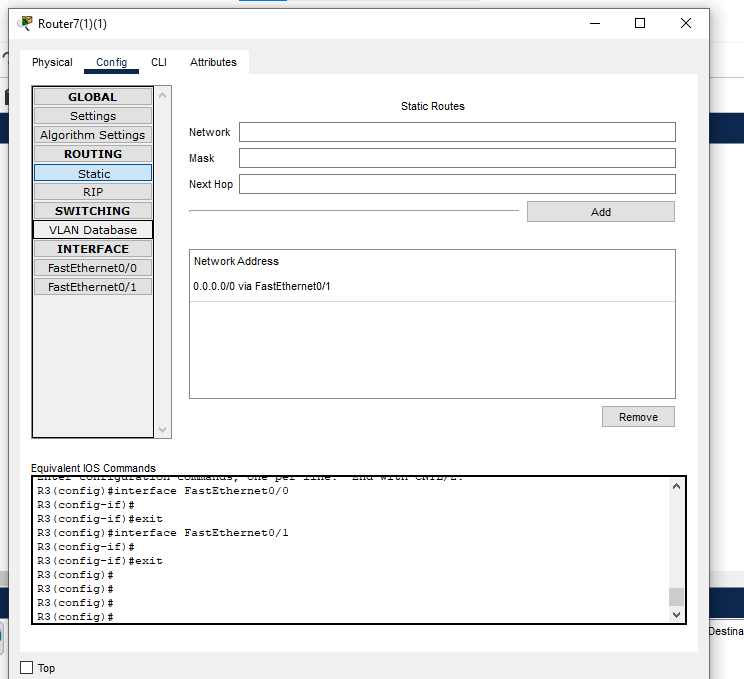 Router7(1)(1)
Physical Config CLI Attributes
GLOBAL
Settings
Algorithm Settings
ROUTING
Static
RIP
SWITCHING
VLAN Database
INTERFACE
FastEthernet0/0
FastEthernet0/1
Static Routes
Network
Mask
Next Hop
Add
Network Address
0.0.0.0/0 via FastEthernet0/1
Remove
Equivalent IOS Commands
Enter configuration commands, one per line. End with CNTL/Z.
R3(config)#interface FastEthernet0/0
R3(config-if)#
R3(config-if)#exit
R3(config)#interface FastEthernet0/1
R3(config-if)#
R3(config-if)#exit
R3(config)#
R3(config)#
R3(config)#
R3(config)#
Top
Destina